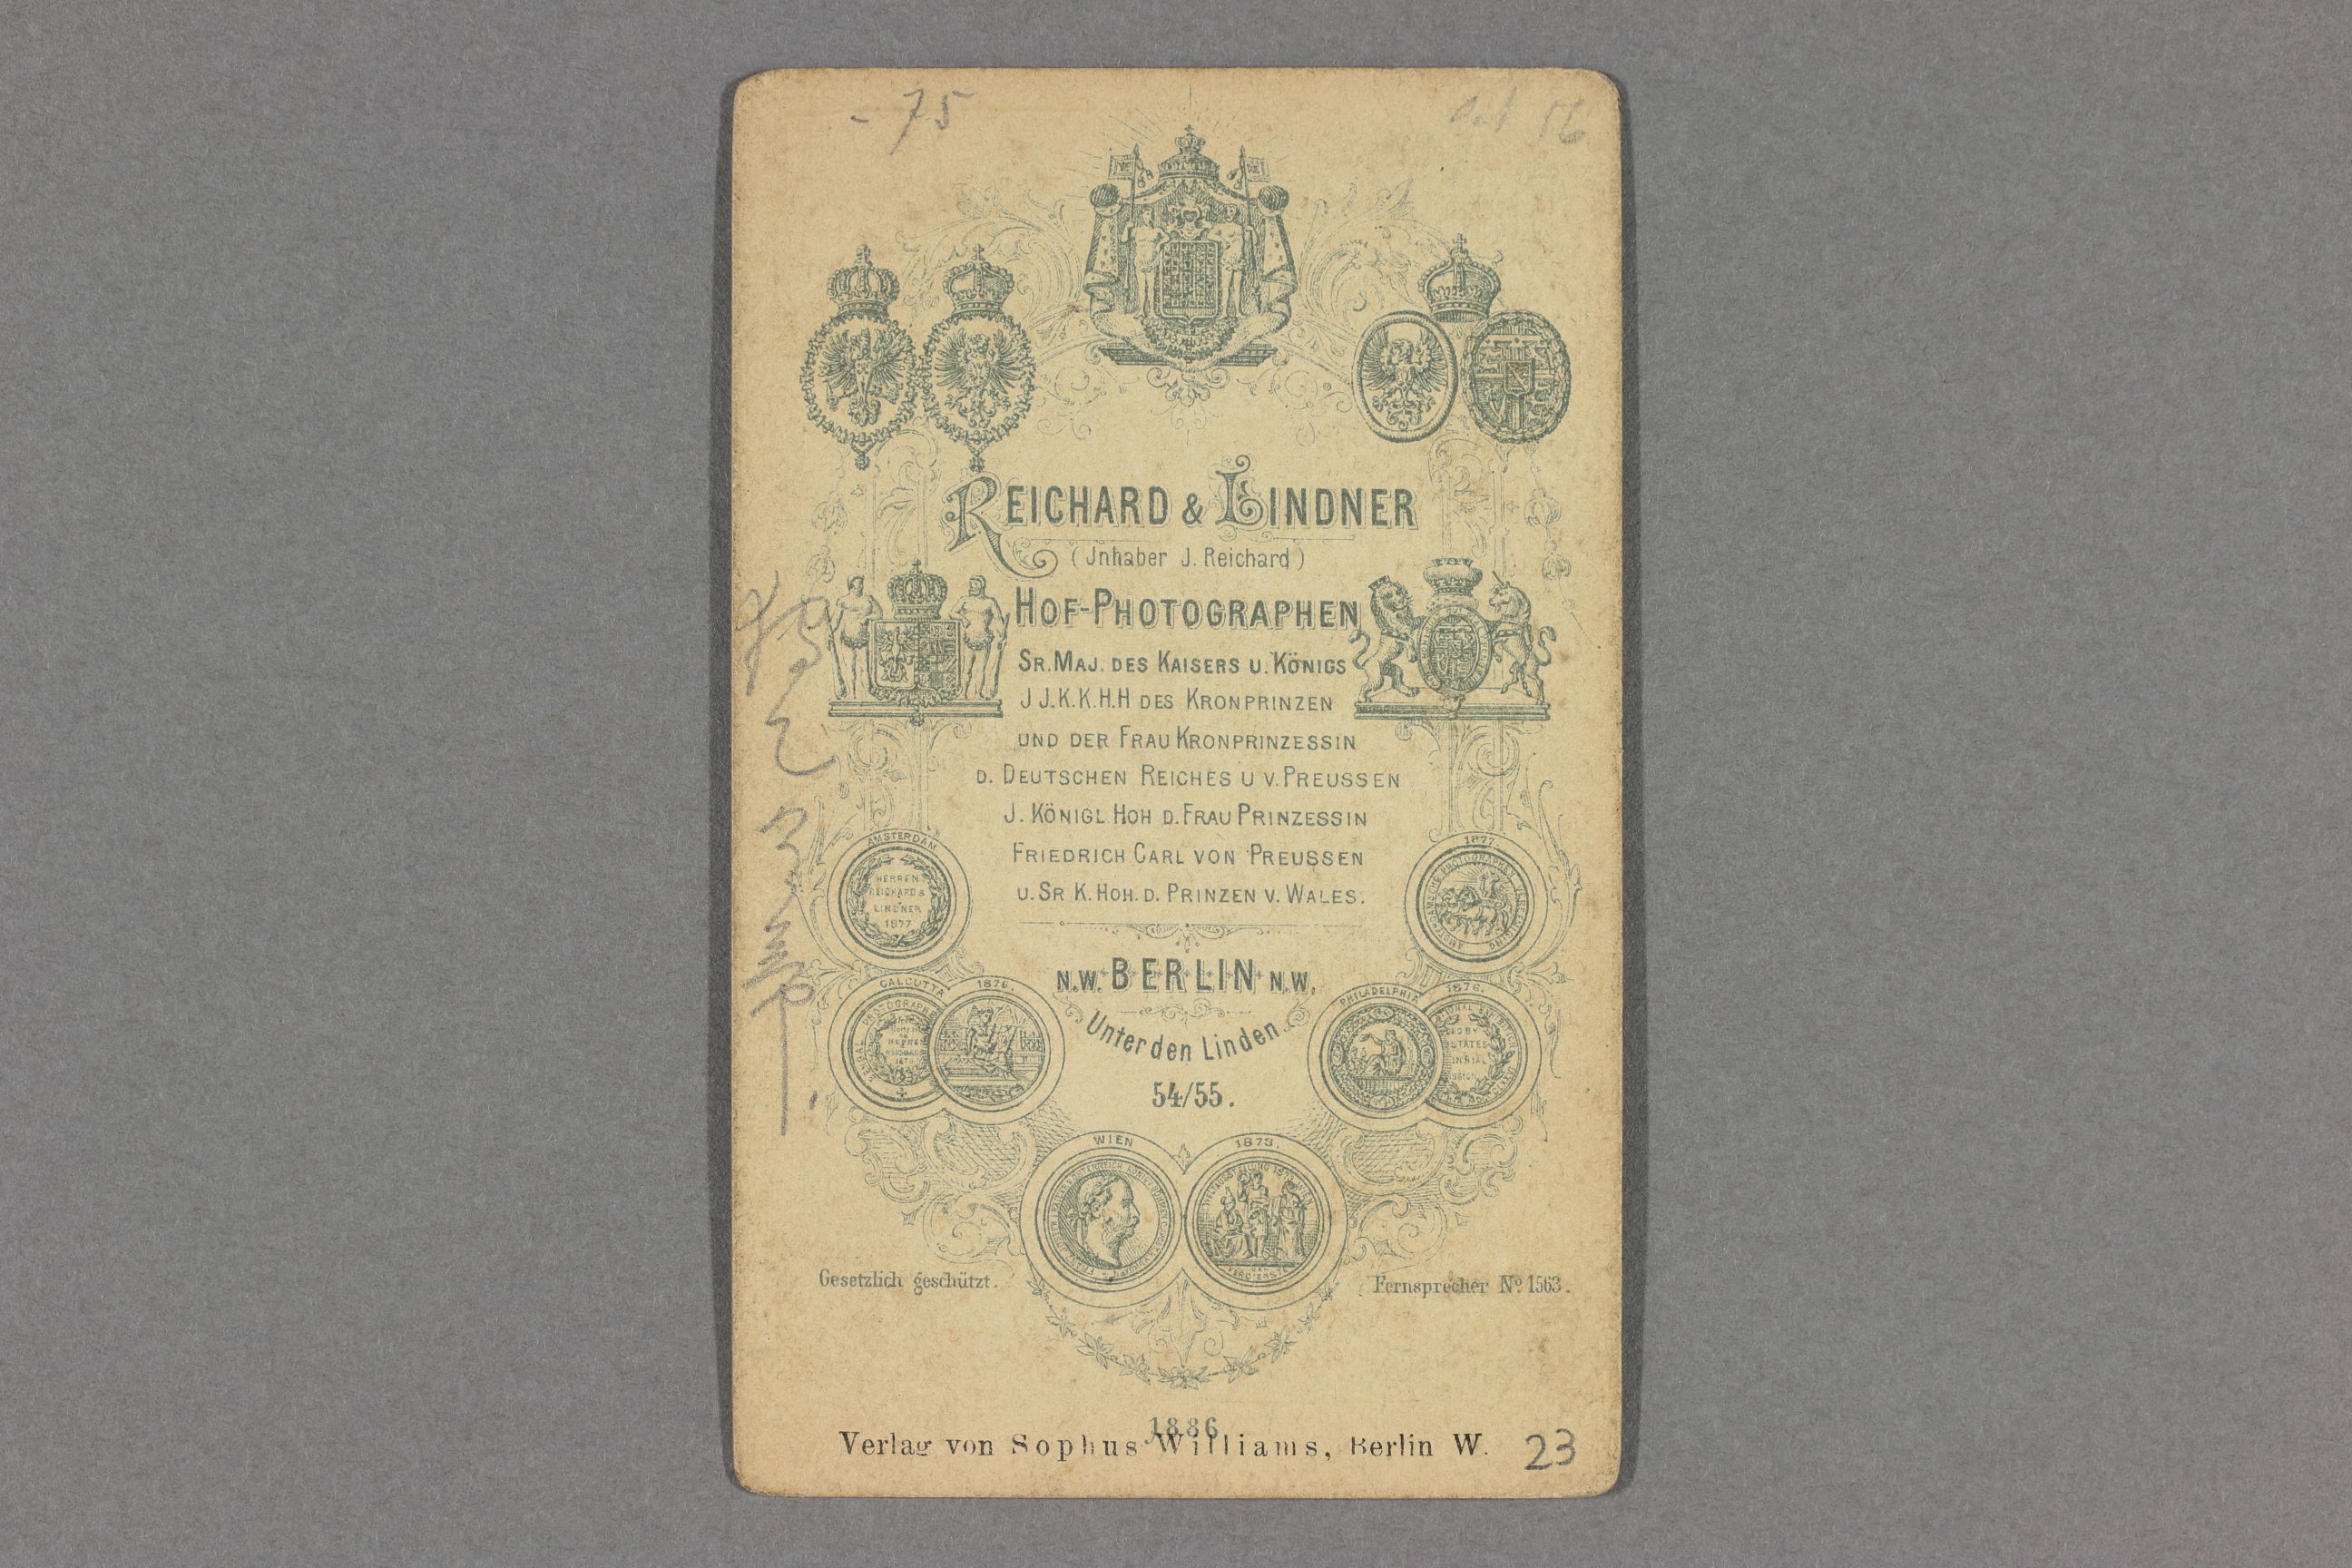 - 75
REICHARD & LINDNER
(Jnhaber J. Reichard)
HOF-PHOTOGRAPHEN
SR. MAJ. DES KAISERS U. KÖNIGS
J J. K. K. H. H DES KRONPRINZEN
UND DER FRAU KRONPRINZESSIN
D. DEUTSCHEN REICHES U V. PREUSSEN
J. KÖNIGL HOH D. FRAU PRINZESSIN
FRIEDRICH CARL VON PREUSSEN
U. SR K. HOH. D. PRINZEN V. WALES.
AMSTERDAM
HERREN
REICHARD &
LINDNER
1877
1877.
N.W. BERLIN N.W.
CALCUTTA 1876.
PHILADELPHIA 1876.
Unter den Linden
54/55.
WIEN 1873.
Gesetzlich geschützt.
Fernsprecher No. 1563.
1886
Verlag von Sophus Williams, Berlin W.
23